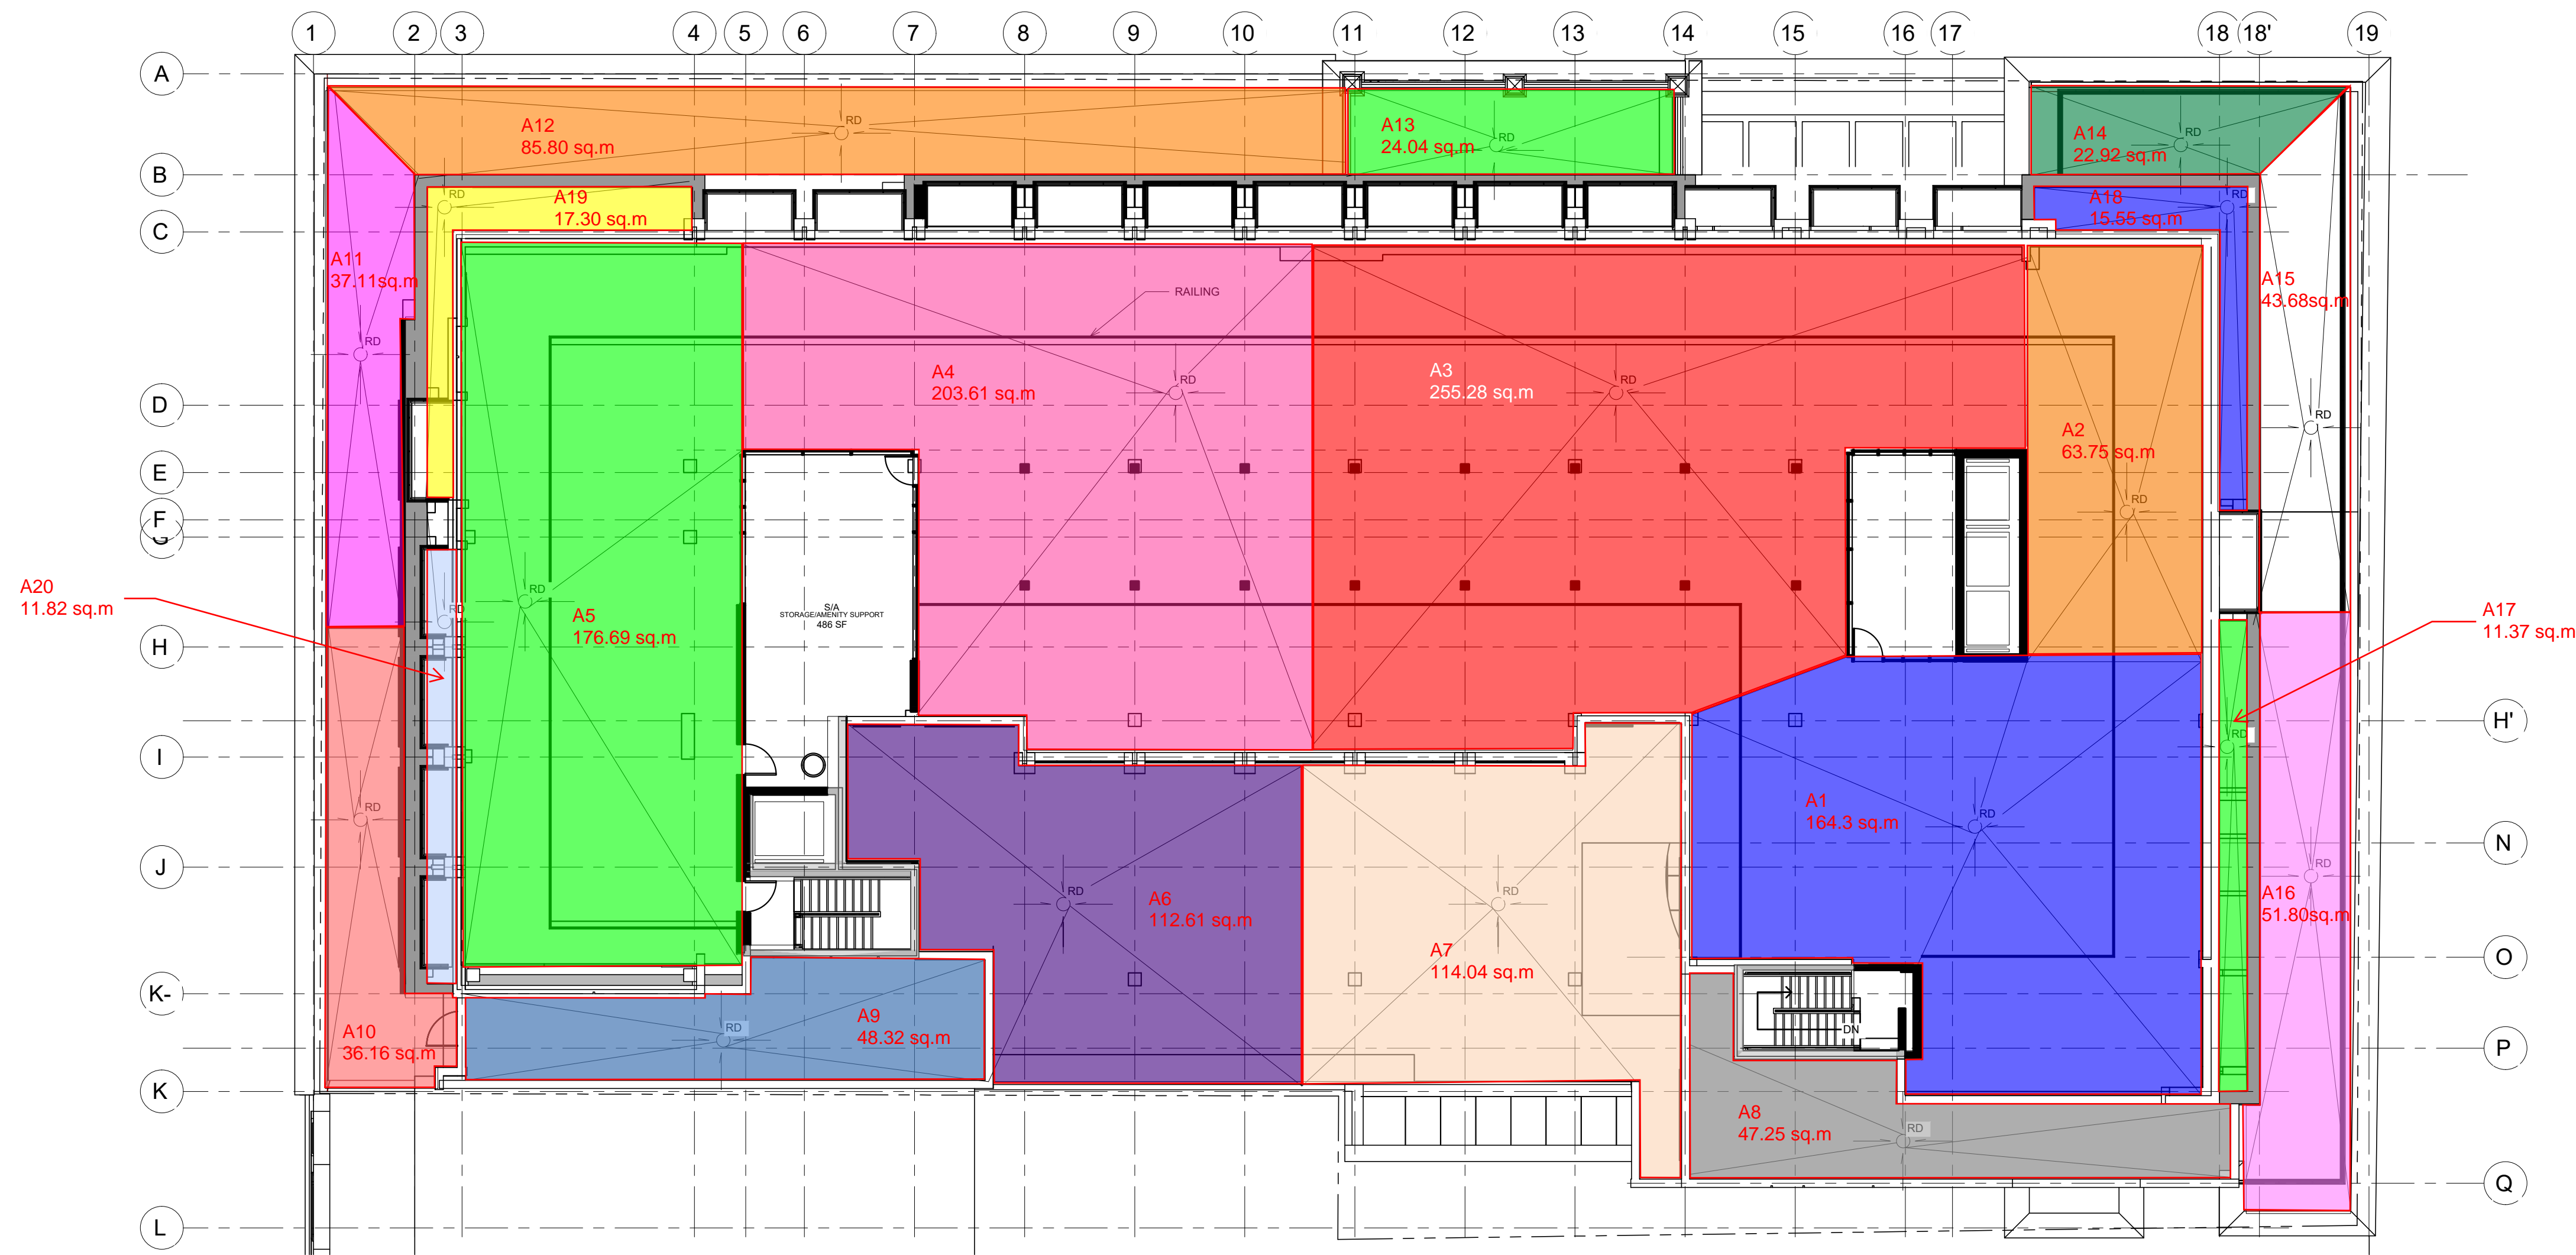 1 2 3 4 5 6 7 8 9 10 11 12 13 14 15 16 17 18 18' 19
A
B
C
D
E
F
G
H
I
J
K-
K
L
H'
N
O
P
Q
A12
85.80 sq.m
RD
A13
24.04 sq.m
RD
A14
22.92 sq.m
RD
A19
17.30 sq.m
RD
A18
15.55 sq.m
RD
A11
37.11sq.m
RD
A15
43.68sq.m
RD
RAILING
A4
203.61 sq.m
RD
A3
255.28 sq.m
RD
A2
63.75 sq.m
RD
A20
11.82 sq.m
RD
A5
176.69 sq.m
RD
S/A
STORAGE/AMENITY SUPPORT
486 SF
A17
11.37 sq.m
RD
A1
164.3 sq.m
RD
A6
112.61 sq.m
RD
A7
114.04 sq.m
RD
A16
51.80sq.m
RD
A10
36.16 sq.m
RD
A9
48.32 sq.m
RD
DN
A8
47.25 sq.m
RD